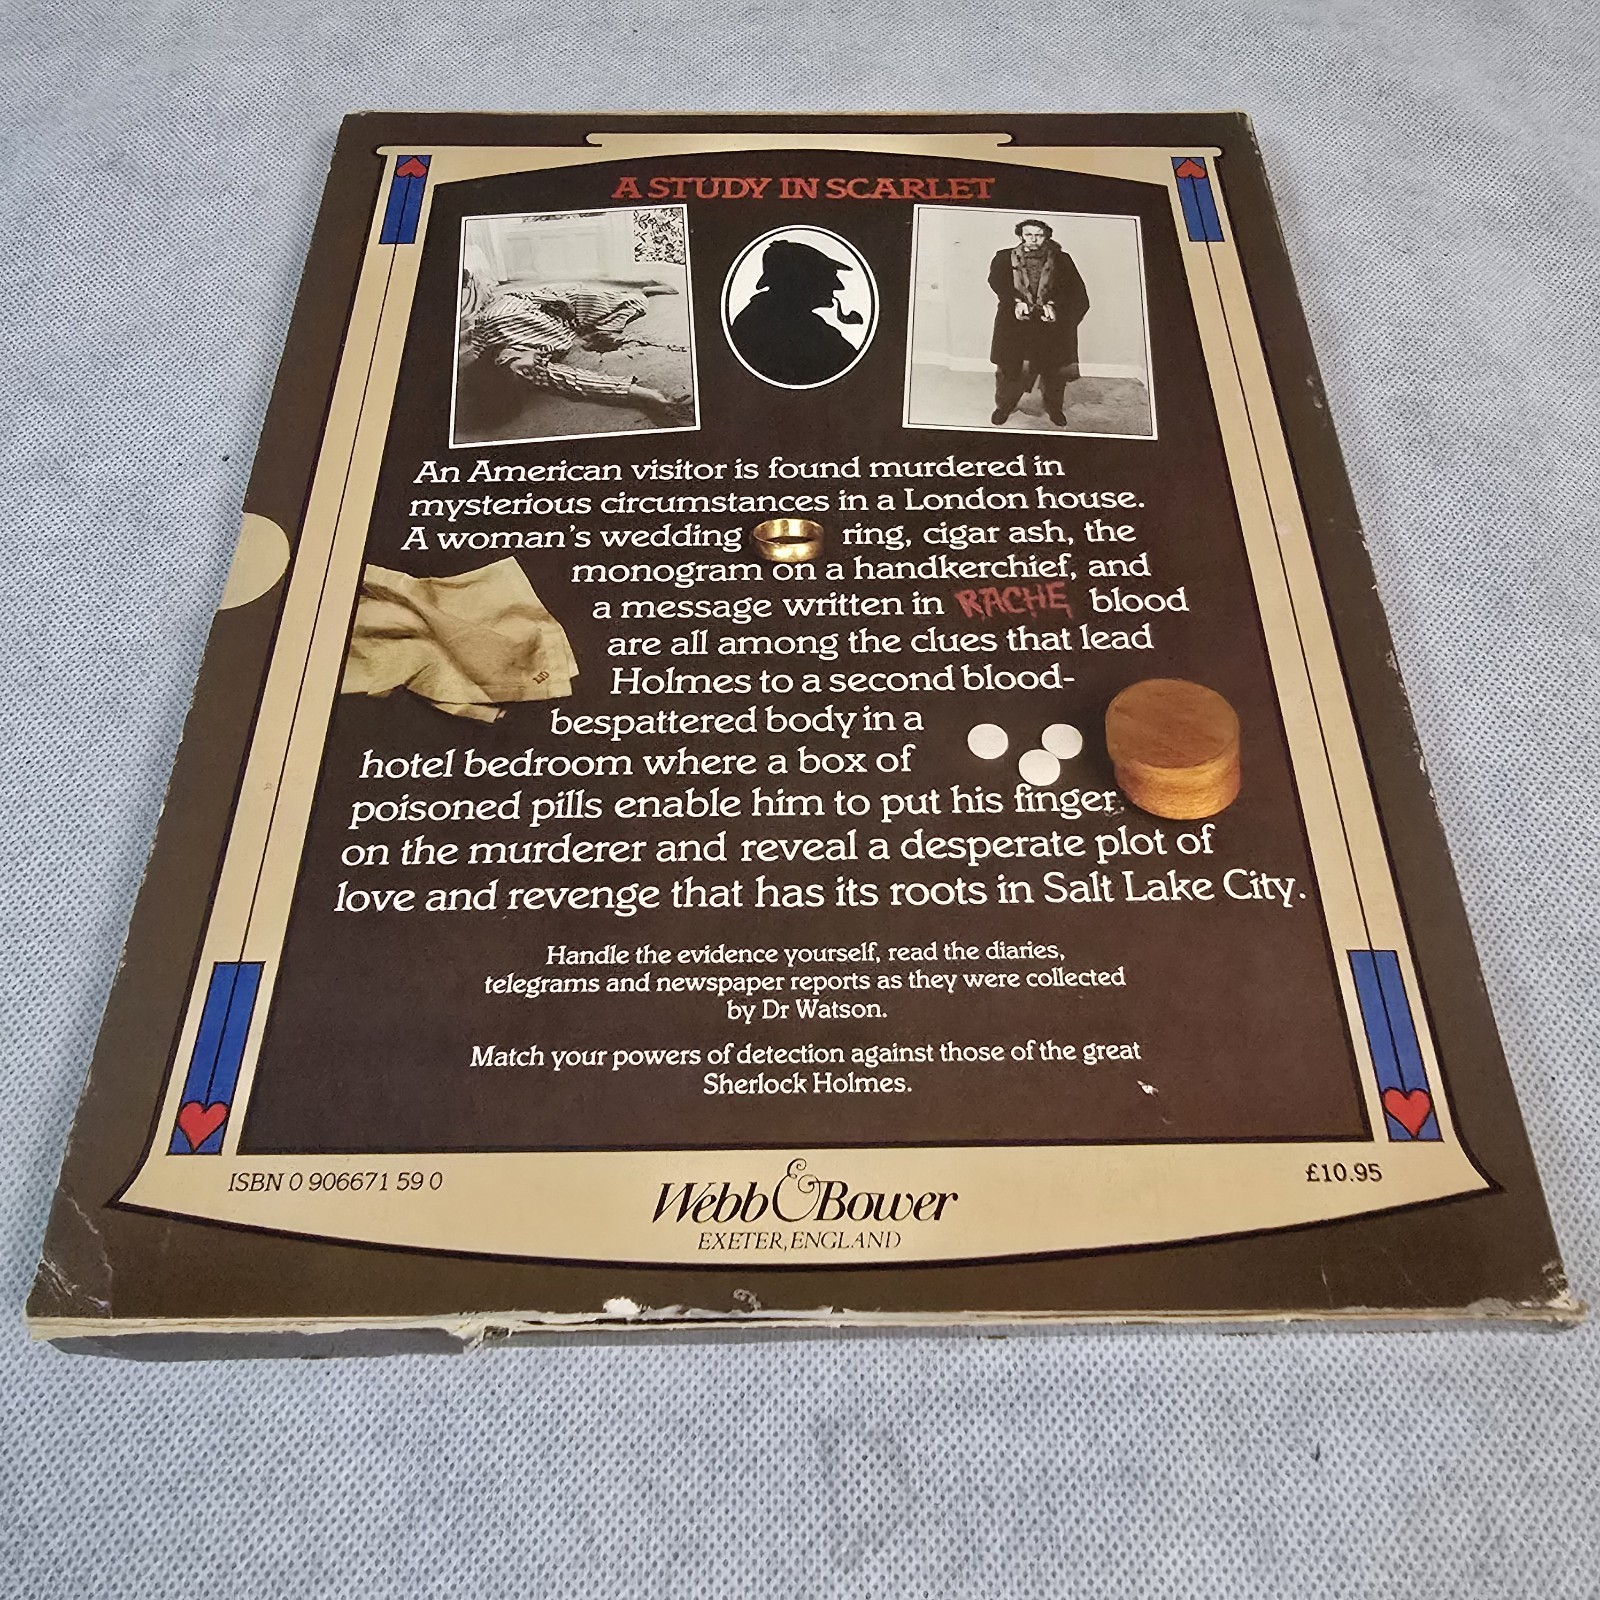 A STUDY IN SCARLET
An American visitor is found murdered in
mysterious circumstances in a London house.
A woman's wedding ring, cigar ash, the
monogram on a handkerchief, and
a message written in RACHE blood
are all among the clues that lead
Holmes to a second blood-
bespattered body in a
hotel bedroom where a box of
poisoned pills enable him to put his finger
on the murderer and reveal a desperate plot of
love and revenge that has its roots in Salt Lake City.
Handle the evidence yourself, read the diaries,
telegrams and newspaper reports as they were collected
by Dr Watson.
Match your powers of detection against those of the great
Sherlock Holmes.
ISBN 0 906671 59 0
Webb & Bower
EXETER, ENGLAND
£10.95